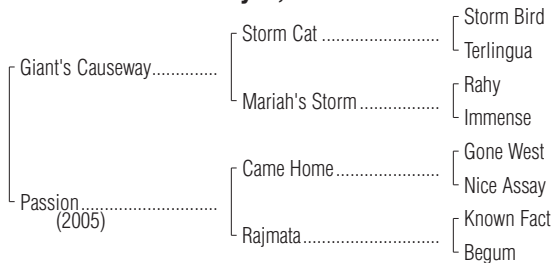 Storm Bird
Storm Cat ........................
Terlingua
Giant's Causeway..............
Rahy
Mariah's Storm ................
Immense
Gone West
Came Home .....................
Nice Assay
Passion.............................
(2005)
Known Fact
Rajmata............................
Begum